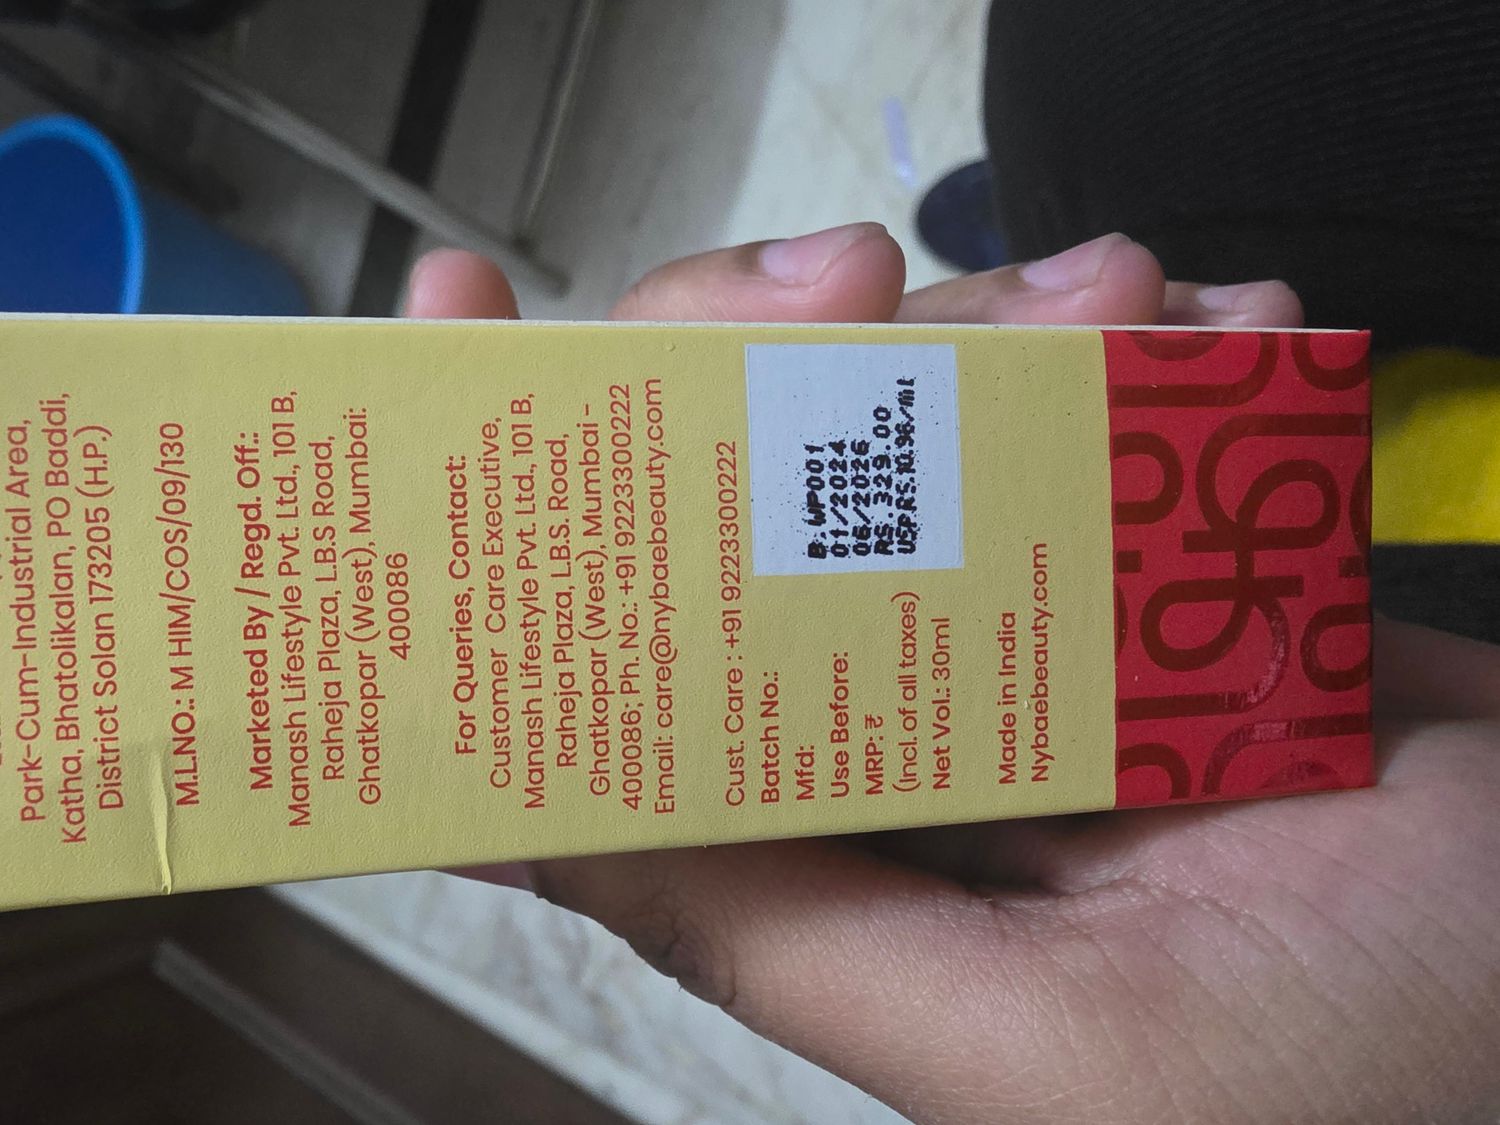 Park-Cum-Industrial Area,
Katha, Bhatolikalan, PO Baddi,
District Solan 173205 (H.P.)
M.L.NO.: M HIM/COS/09/130
Marketed By / Regd. Off.:
Manash Lifestyle Pvt. Ltd., 101 B,
Raheja Plaza, L.B.S Road,
Ghatkopar (West), Mumbai:
400086
For Queries, Contact:
Customer Care Executive,
Manash Lifestyle Pvt. Ltd., 101 B,
Raheja Plaza, L.B.S. Road,
Ghatkopar (West), Mumbai -
400086; Ph. No.: +91 9223300222
Email: care@nybaebeauty.com
Cust. Care : +91 9223300222
Batch No.:
B.WP001
Mfd:
01/2024
Use Before:
06/2026
MRP: ₹
RS.329.00
(Incl. of all taxes)
USP.RS.10.96/ml
Net Vol.: 30ml
Made in India
Nybaebeauty.com